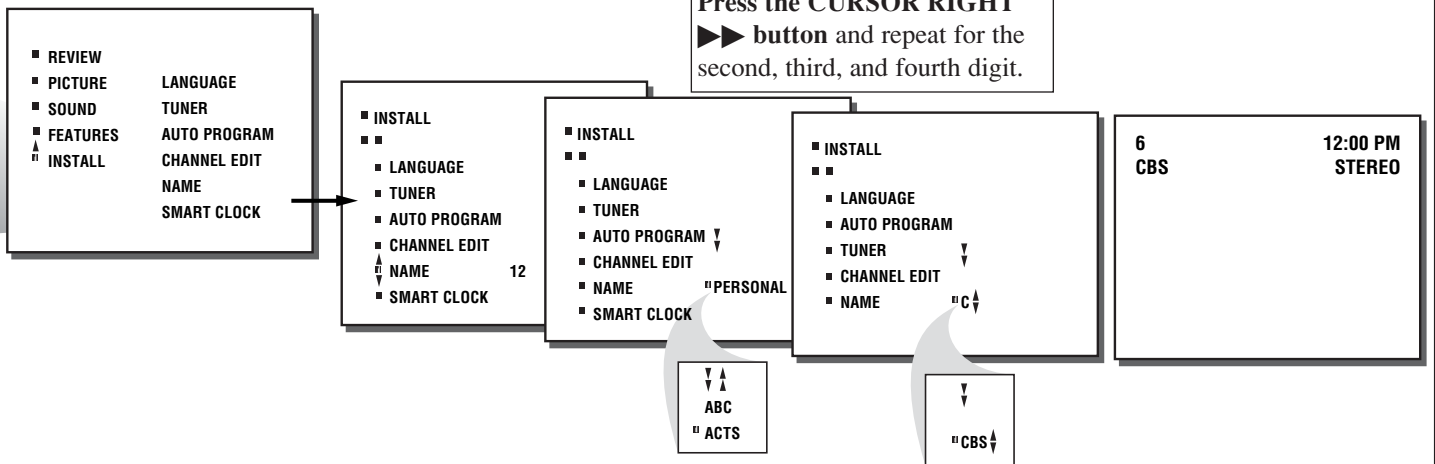 Press the CURSOR RIGHT
▶▶ button and repeat for the
second, third, and fourth digit.
REVIEW
PICTURE
SOUND
FEATURES
INSTALL
LANGUAGE
TUNER
AUTO PROGRAM
CHANNEL EDIT
NAME
SMART CLOCK
INSTALL
LANGUAGE
TUNER
AUTO PROGRAM
CHANNEL EDIT
NAME 12
SMART CLOCK
INSTALL
LANGUAGE
TUNER
AUTO PROGRAM
CHANNEL EDIT
NAME PERSONAL
SMART CLOCK
ABC
ACTS
INSTALL
LANGUAGE
AUTO PROGRAM
TUNER
CHANNEL EDIT
NAME C
CBS
6 12:00 PM
CBS STEREO